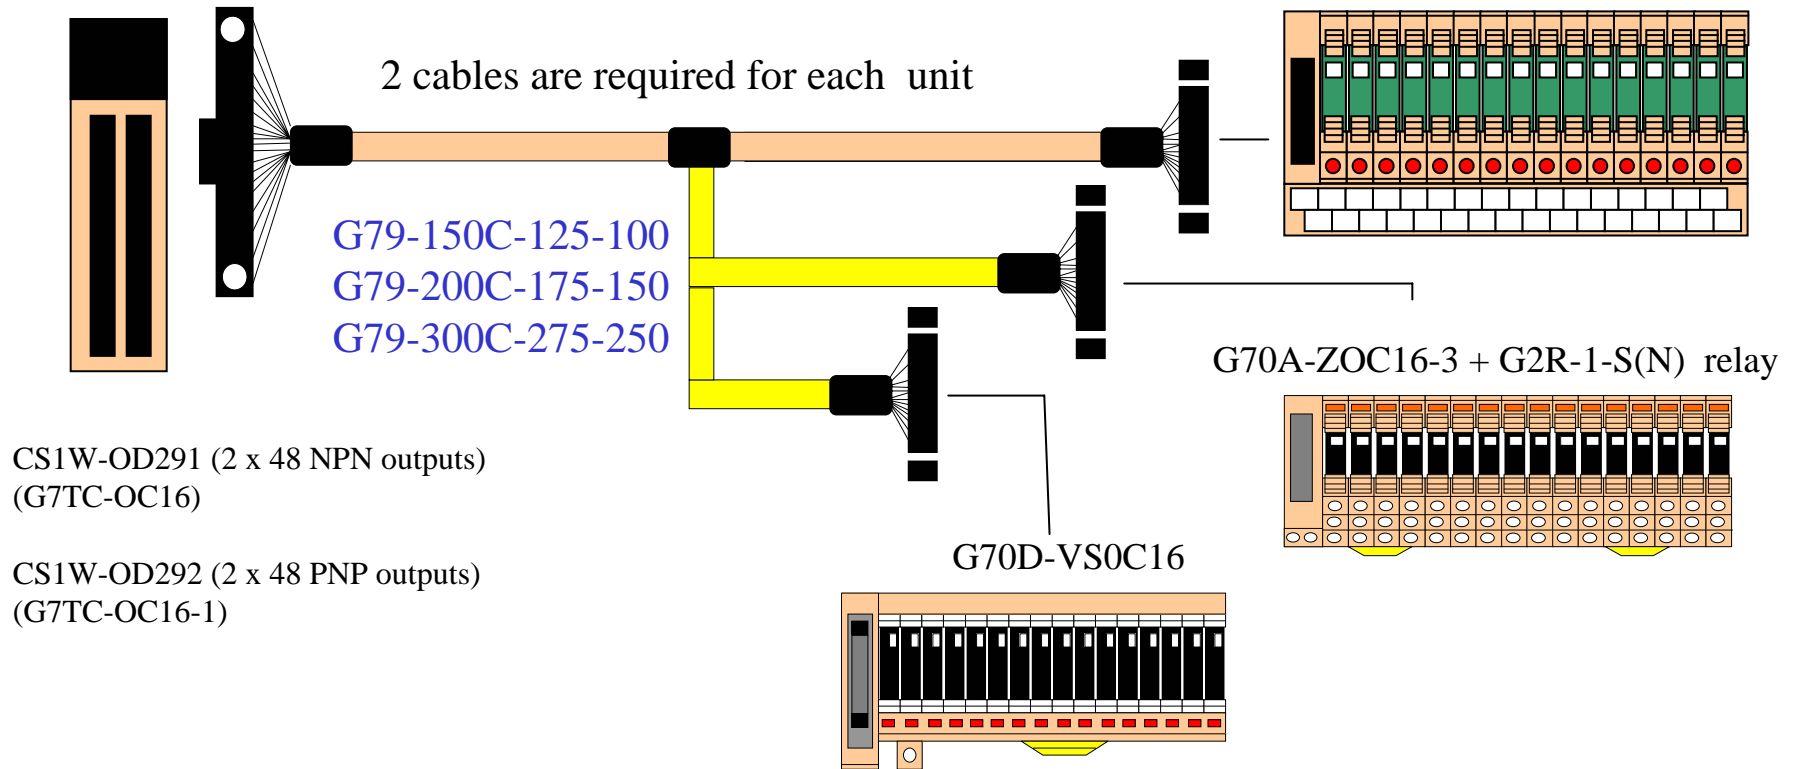 2 cables are required for each unit
G79-150C-125-100
G79-200C-175-150
G79-300C-275-250
G70A-ZOC16-3 + G2R-1-S(N) relay
CS1W-OD291 (2 x 48 NPN outputs)
(G7TC-OC16)
G70D-VS0C16
CS1W-OD292 (2 x 48 PNP outputs)
(G7TC-OC16-1)